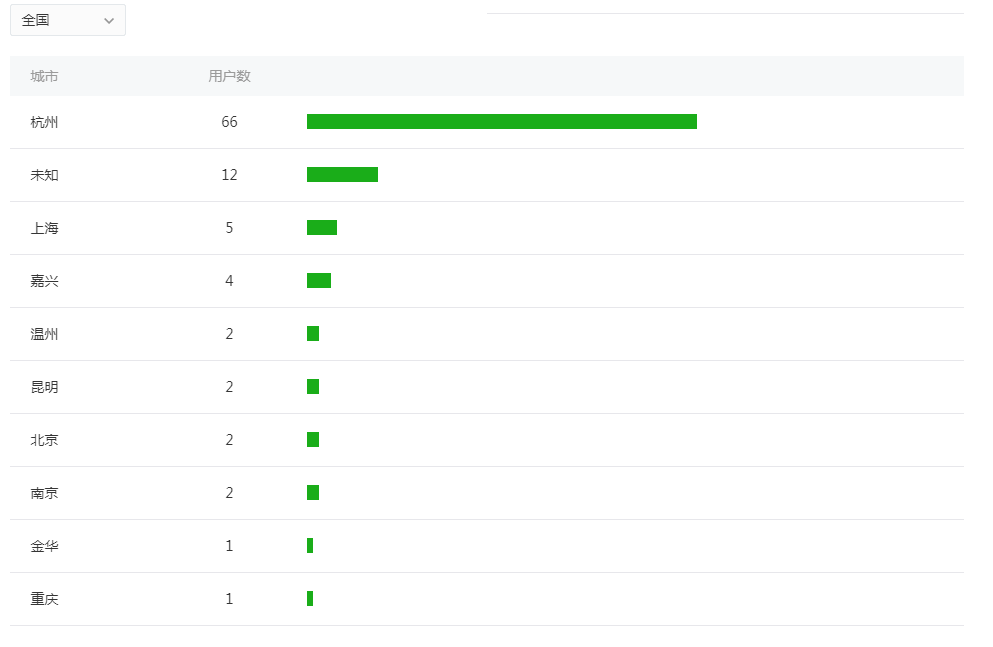 全国
城市 用户数
杭州 66
未知 12
上海 5
嘉兴 4
温州 2
昆明 2
北京 2
南京 2
金华 1
重庆 1